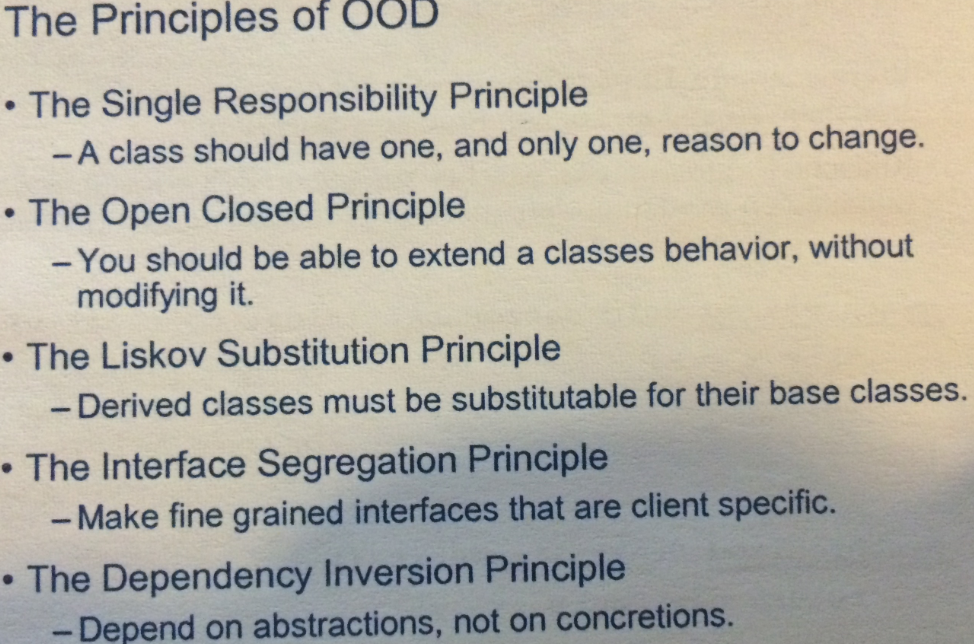 The Principles of OOD
• The Single Responsibility Principle
– A class should have one, and only one, reason to change.
• The Open Closed Principle
– You should be able to extend a classes behavior, without
modifying it.
• The Liskov Substitution Principle
– Derived classes must be substitutable for their base classes.
• The Interface Segregation Principle
– Make fine grained interfaces that are client specific.
• The Dependency Inversion Principle
– Depend on abstractions, not on concretions.